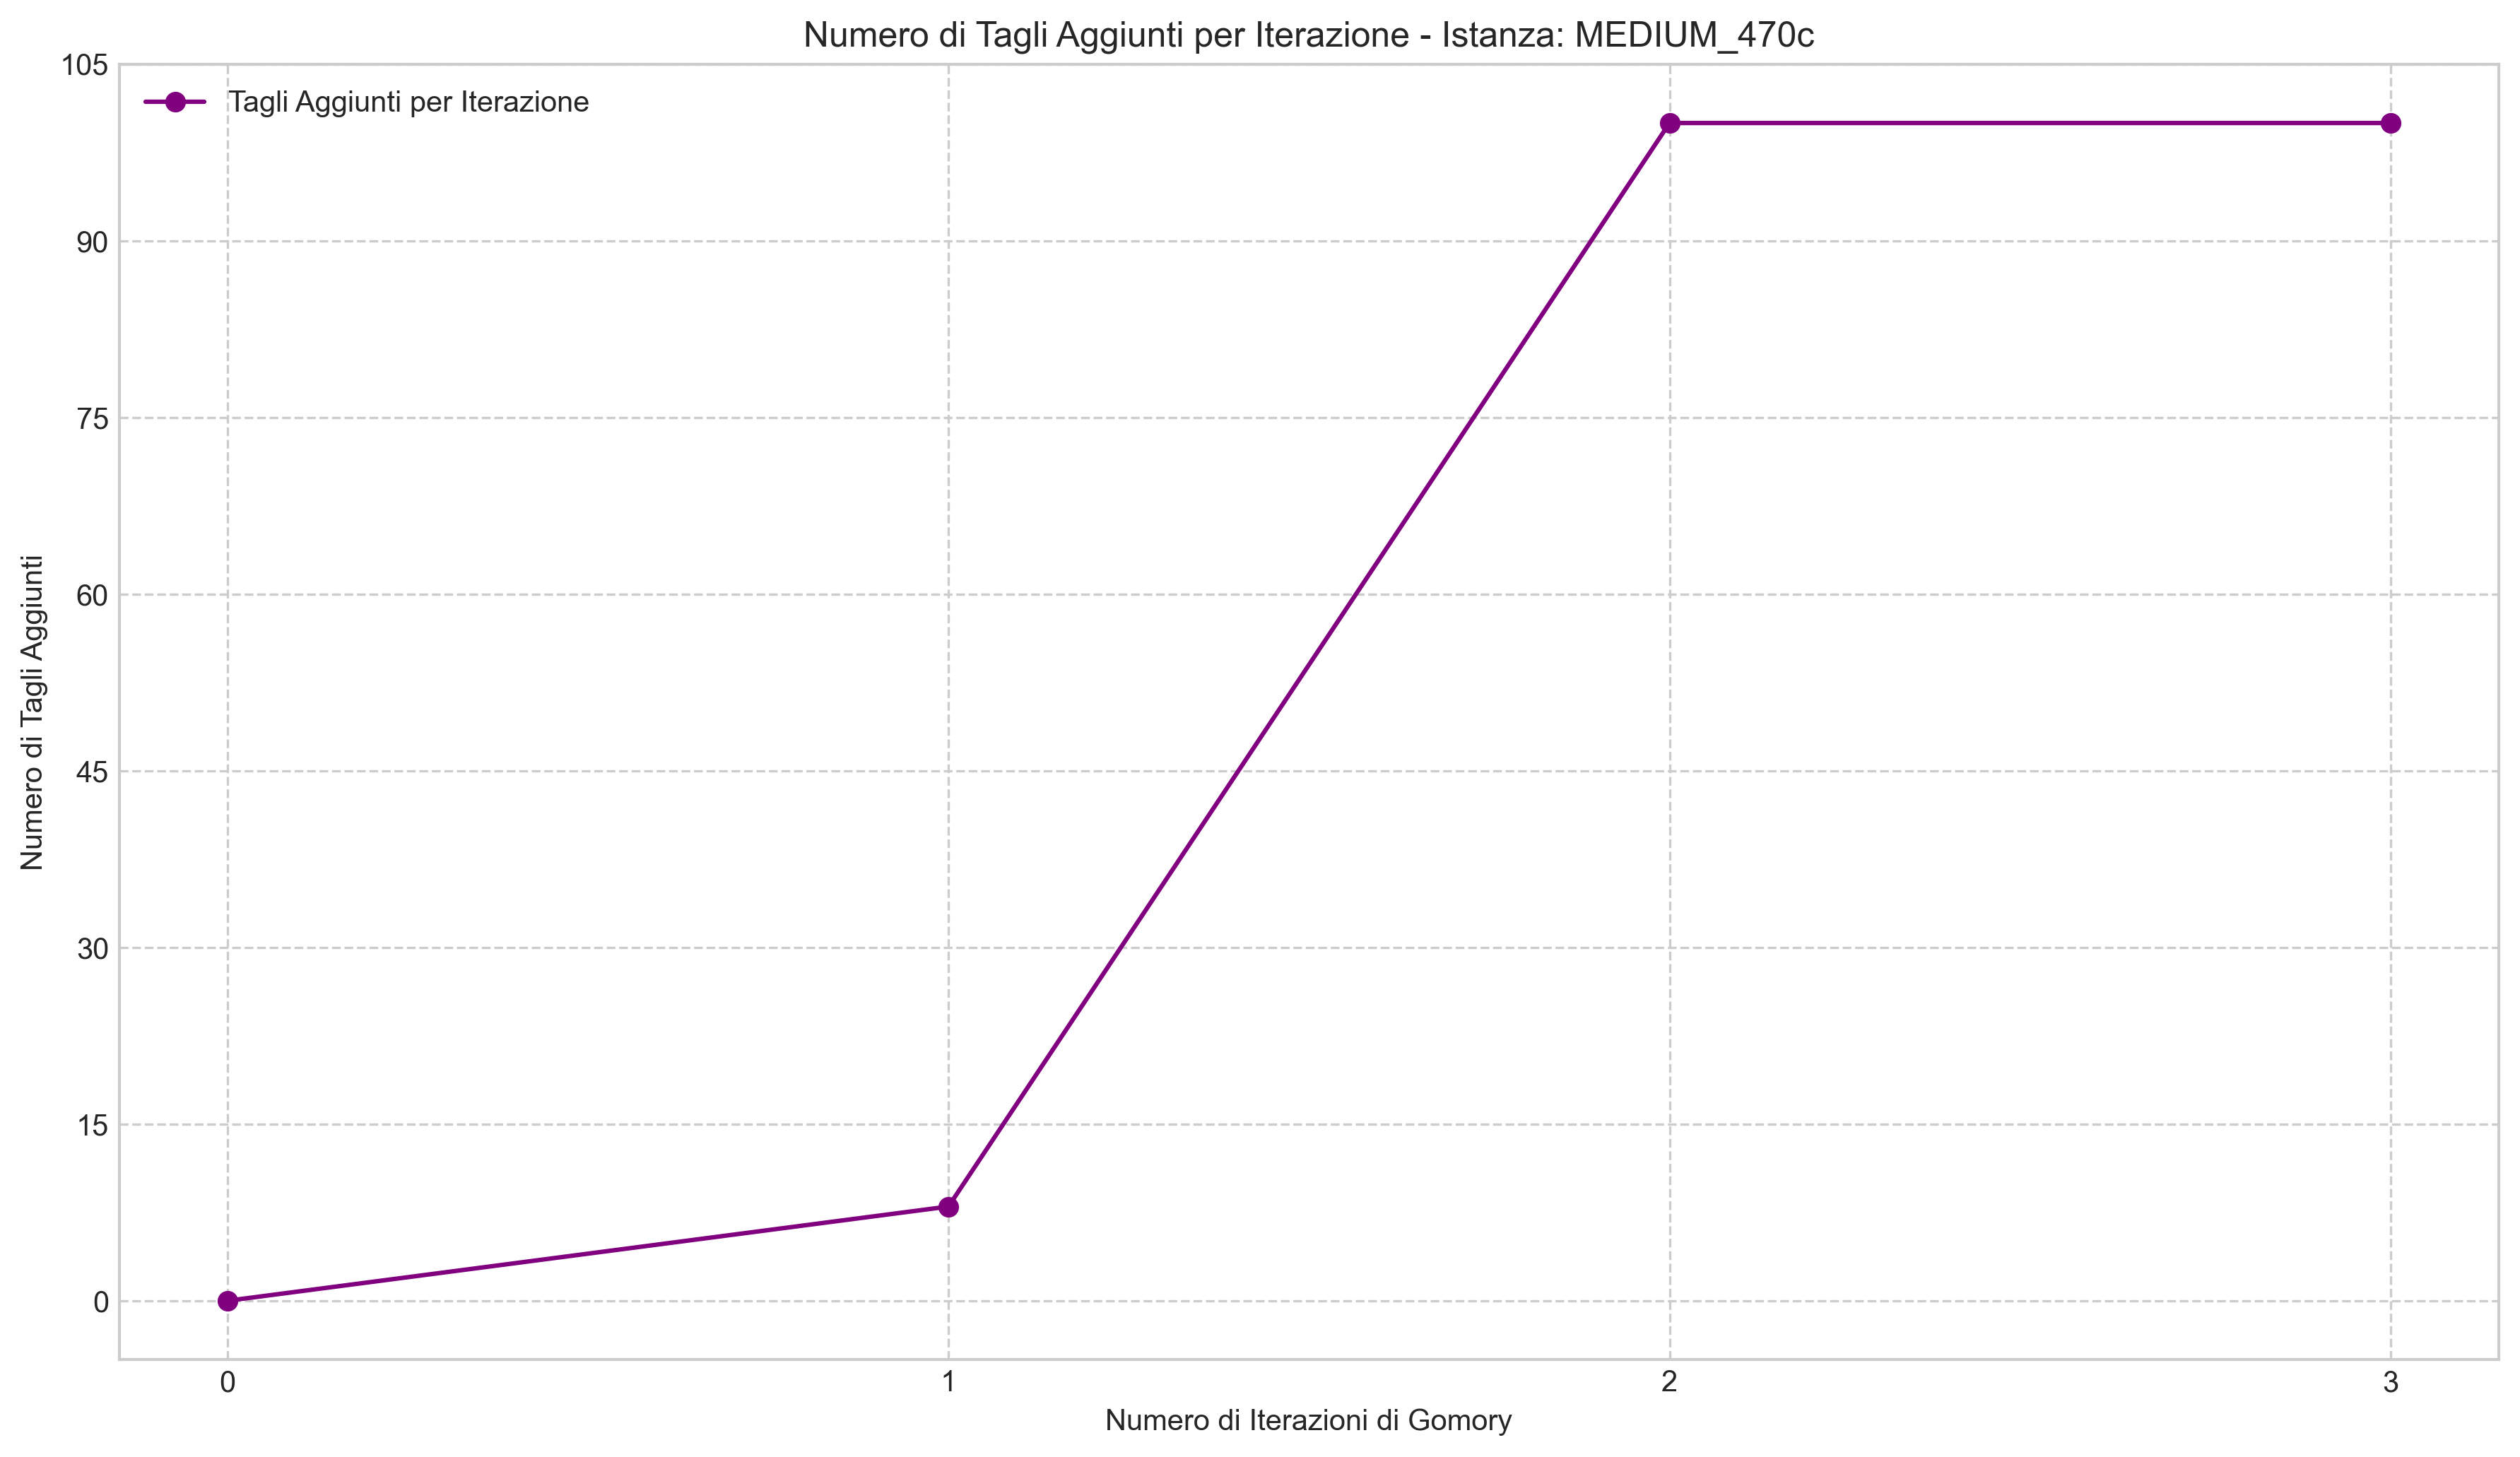 Numero di Tagli Aggiunti per Iterazione - Istanza: MEDIUM_470c
Tagli Aggiunti per Iterazione
105
90
75
60
45
30
15
0
Numero di Tagli Aggiunti
0 1 2 3
Numero di Iterazioni di Gomory